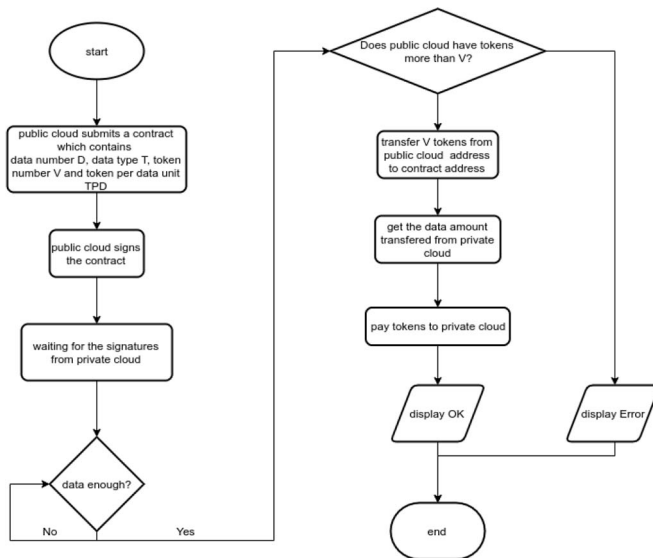 start
public cloud submits a contract
which contains
data number D, data type T, token
number V and token per data unit
TPD
public cloud signs
the contract
waiting for the signatures
from private cloud
data enough?
No
Yes
Does public cloud have tokens
more than V?
transfer V tokens from
public cloud address
to contract address
get the data amount
transfered from private
cloud
pay tokens to private cloud
display OK
display Error
end